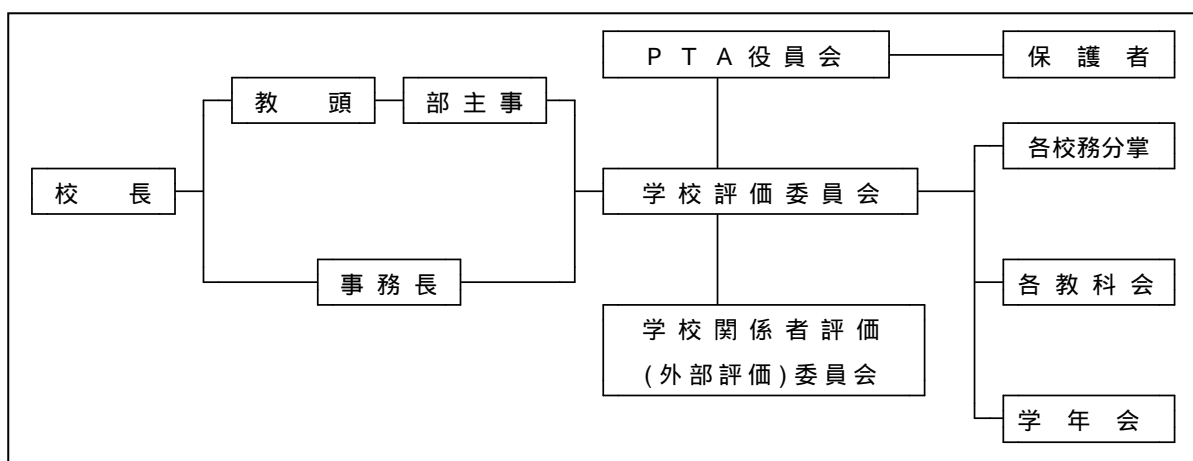 PTA役員会
保護者
教頭
部主事
各校務分掌
校長
学校評価委員会
事務長
各教科会
学校関係者評価
(外部評価)委員会
学年会